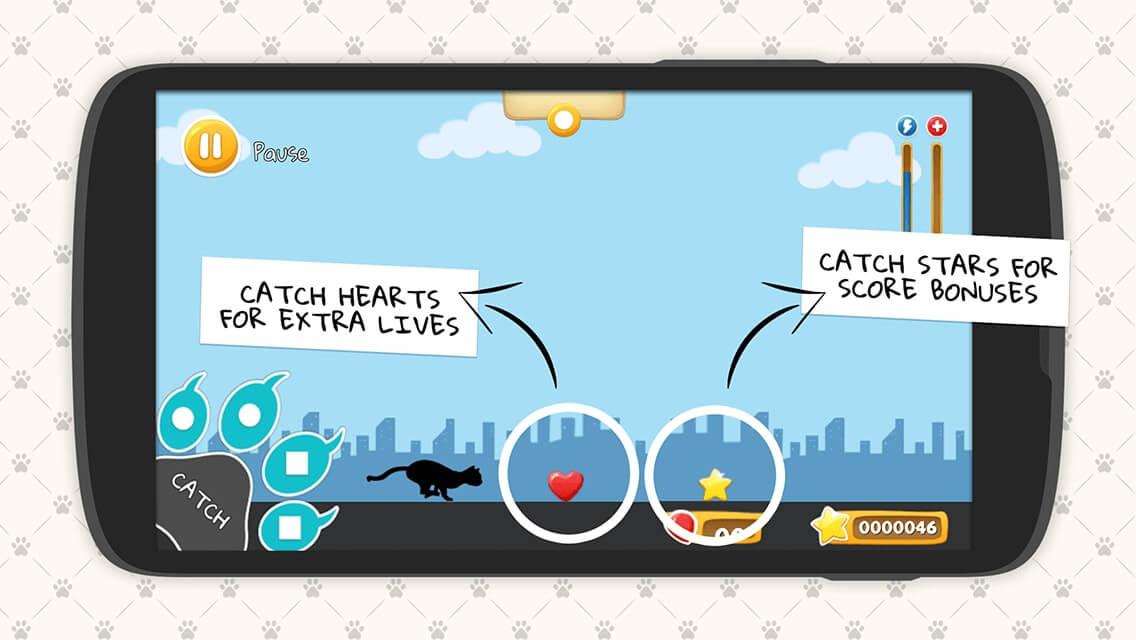 Pause
CATCH HEARTS
FOR EXTRA LIVES
CATCH STARS FOR
SCORE BONUSES
CATCH
0000046